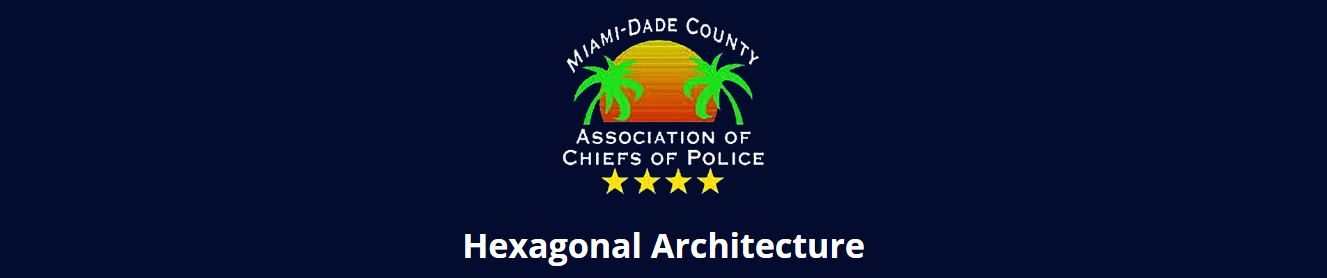 Miami-Dade County
Association of
Chiefs of Police
Hexagonal Architecture